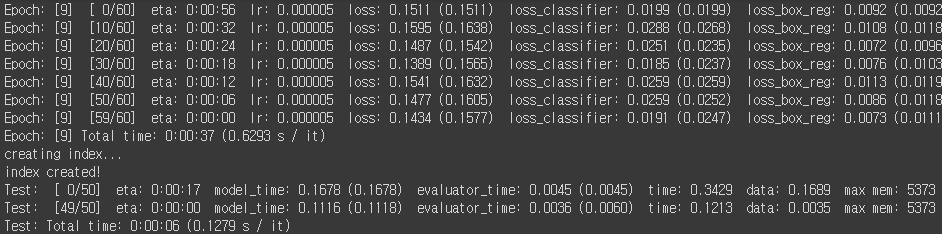 Epoch: [9]  [ 0/60]  eta: 0:00:56  lr: 0.000005  loss: 0.1511 (0.1511)  loss_classifier: 0.0199 (0.0199)  loss_box_reg: 0.0092 (0.0092
Epoch: [9]  [10/60]  eta: 0:00:32  lr: 0.000005  loss: 0.1595 (0.1638)  loss_classifier: 0.0288 (0.0268)  loss_box_reg: 0.0108 (0.0118
Epoch: [9]  [20/60]  eta: 0:00:24  lr: 0.000005  loss: 0.1487 (0.1542)  loss_classifier: 0.0251 (0.0235)  loss_box_reg: 0.0072 (0.0096
Epoch: [9]  [30/60]  eta: 0:00:18  lr: 0.000005  loss: 0.1389 (0.1565)  loss_classifier: 0.0185 (0.0237)  loss_box_reg: 0.0076 (0.0103
Epoch: [9]  [40/60]  eta: 0:00:12  lr: 0.000005  loss: 0.1541 (0.1632)  loss_classifier: 0.0259 (0.0259)  loss_box_reg: 0.0113 (0.0119
Epoch: [9]  [50/60]  eta: 0:00:06  lr: 0.000005  loss: 0.1477 (0.1605)  loss_classifier: 0.0259 (0.0252)  loss_box_reg: 0.0086 (0.0118
Epoch: [9]  [59/60]  eta: 0:00:00  lr: 0.000005  loss: 0.1434 (0.1577)  loss_classifier: 0.0191 (0.0247)  loss_box_reg: 0.0073 (0.0111
Epoch: [9] Total time: 0:00:37 (0.6293 s / it)
creating index...
index created!
Test:  [ 0/50]  eta: 0:00:17  model_time: 0.1678 (0.1678)  evaluator_time: 0.0045 (0.0045)  time: 0.3429  data: 0.1689  max mem: 5373
Test:  [49/50]  eta: 0:00:00  model_time: 0.1116 (0.1118)  evaluator_time: 0.0036 (0.0060)  time: 0.1213  data: 0.0035  max mem: 5373
Test: Total time: 0:00:06 (0.1279 s / it)